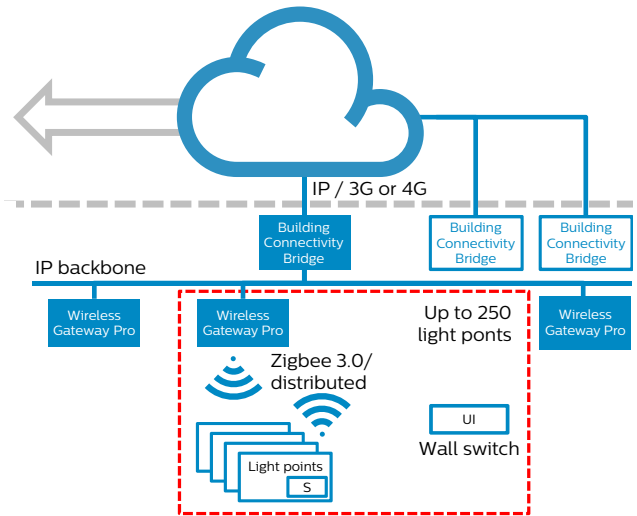 IP / 3G or 4G
Building
Connectivity
Bridge
Building
Connectivity
Bridge
Building
Connectivity
Bridge
IP backbone
Wireless
Gateway Pro
Wireless
Gateway Pro
Up to 250
light ponts
Wireless
Gateway Pro
Zigbee 3.0/
distributed
UI
Wall switch
Light points
S